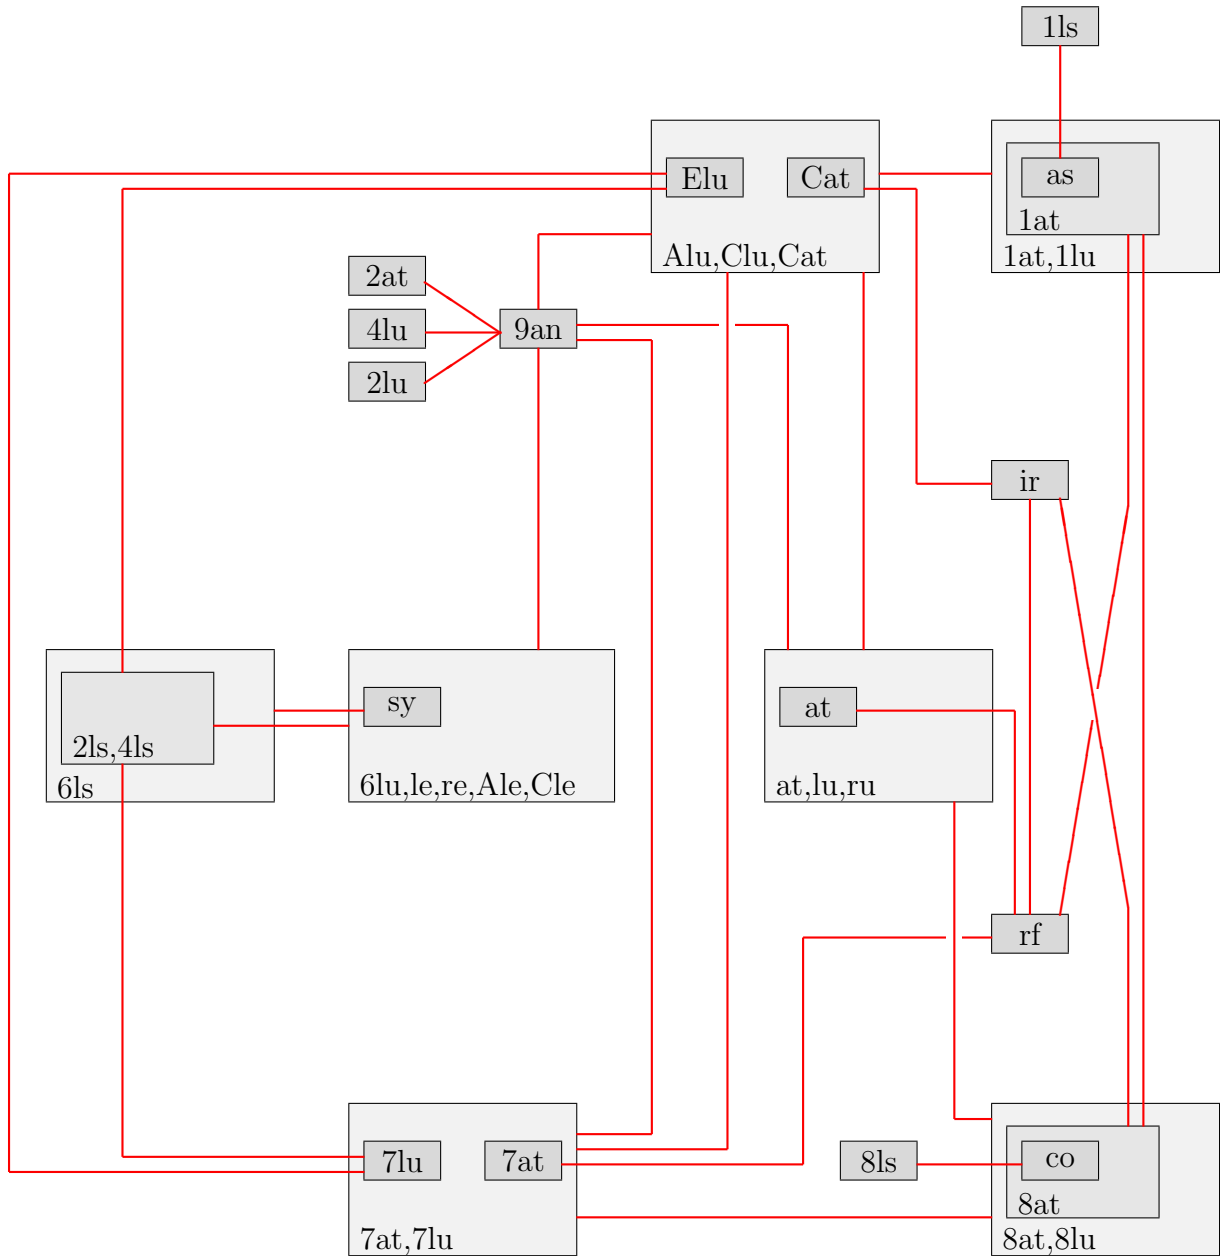 1ls
Elu
Cat
as
1at
Alu,Clu,Cat
1at,1lu
2at
4lu
9an
2lu
ir
sy
at
2ls,4ls
6ls
6lu,le,re,Ale,Cle
at,lu,ru
rf
7lu
7at
8ls
co
8at
7at,7lu
8at,8lu